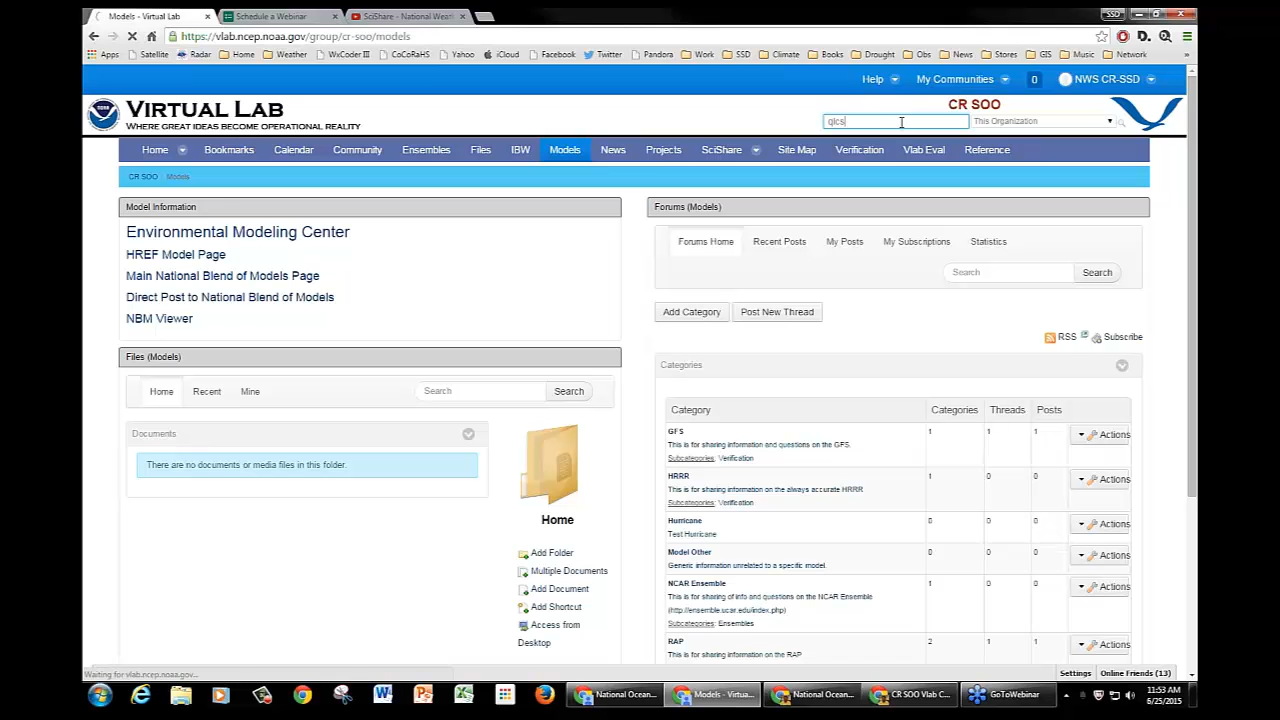 Models - Virtual Lab
Schedule a Webinar
SciShare - National Weat
SSD
https://vlab.ncep.noaa.gov/group/cr-soo/models
Apps Satellite Radar Home Weather WxCoder III CoCoRaHS Yahoo iCloud Facebook Twitter Pandora Work SSD Climate Books Drought Obs News Stores GIS Music Network
Help My Communities 0 NWS CR-SSD
VIRTUAL LAB
WHERE GREAT IDEAS BECOME OPERATIONAL REALITY
CR SOO
qlcs
This Organization
Home Bookmarks Calendar Community Ensembles Files IBW Models News Projects SciShare Site Map Verification Vlab Eval Reference
CR SOO Models
Model Information
Environmental Modeling Center
HREF Model Page
Main National Blend of Models Page
Direct Post to National Blend of Models
NBM Viewer
Files (Models)
Home Recent Mine Search Search
Documents
There are no documents or media files in this folder.
Home
Add Folder
Multiple Documents
Add Document
Add Shortcut
Access from
Desktop
Forums (Models)
Forums Home Recent Posts My Posts My Subscriptions Statistics
Search Search
Add Category Post New Thread
RSS Subscribe
Categories
Category Categories Threads Posts
GFS 1 1 1 Actions
This is for sharing information and questions on the GFS.
Subcategories: Verification
HRRR 1 0 0 Actions
This is for sharing information on the always accurate HRRR
Subcategories: Verification
Hurricane 0 0 0 Actions
Test Hurricane
Model Other 0 0 0 Actions
Generic information unrelated to a specific model.
NCAR Ensemble 1 0 0 Actions
This is for sharing of info and questions on the NCAR Ensemble
(http://ensemble.ucar.edu/index.php)
Subcategories: Ensembles
RAP 2 1 1 Actions
This is for sharing information on the RAP
Waiting for vlab.ncep.noaa.gov...
Settings Online Friends (13)
National Ocean... Models - Virtua... National Ocean... CR SOO Vlab C... GoToWebinar
11:53 AM
6/25/2015